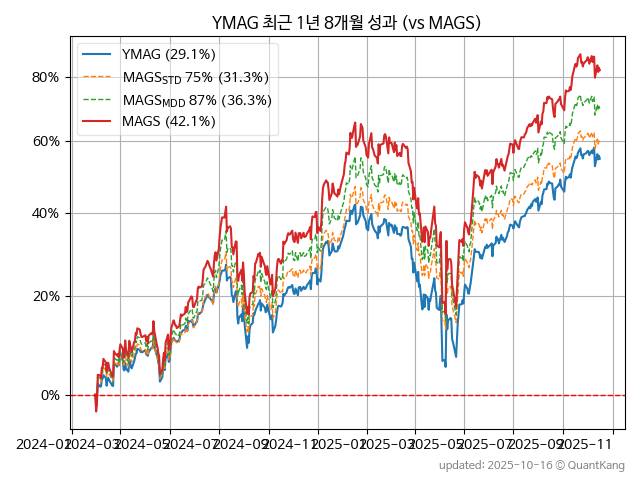 YMAG 최근 1년 8개월 성과 (vs MAGS)
YMAG (29.1%)
MAGS_STD 75% (31.3%)
MAGS_MDD 87% (36.3%)
MAGS (42.1%)
80%
60%
40%
20%
0%
2024-01 2024-03 2024-05 2024-07 2024-09 2024-11 2025-01 2025-03 2025-05 2025-07 2025-09 2025-11
updated: 2025-10-16 © QuantKang